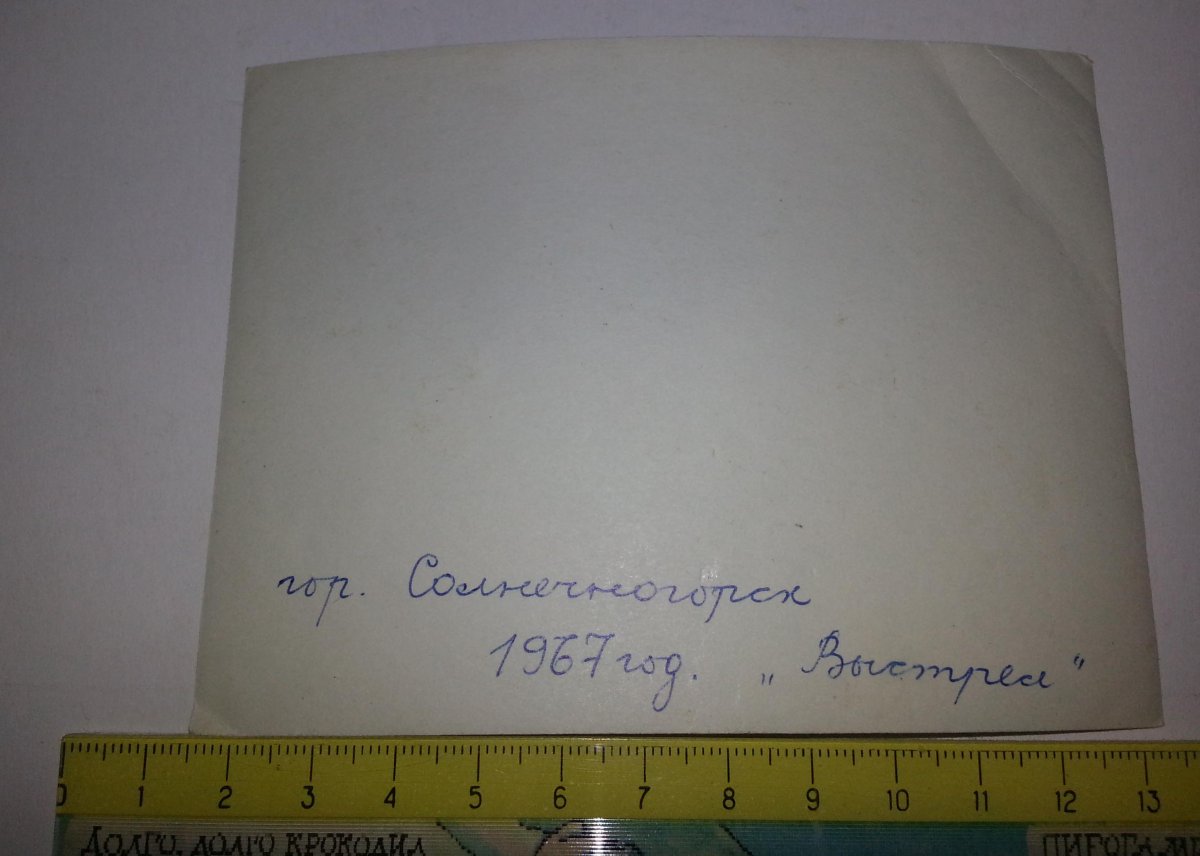 гор. Солнечногорск
1967 год. „Выстрел“
0 1 2 3 4 5 6 7 8 9 10 11 12 13
ДОЛГО, ДОЛГО КРОКОДИЛ